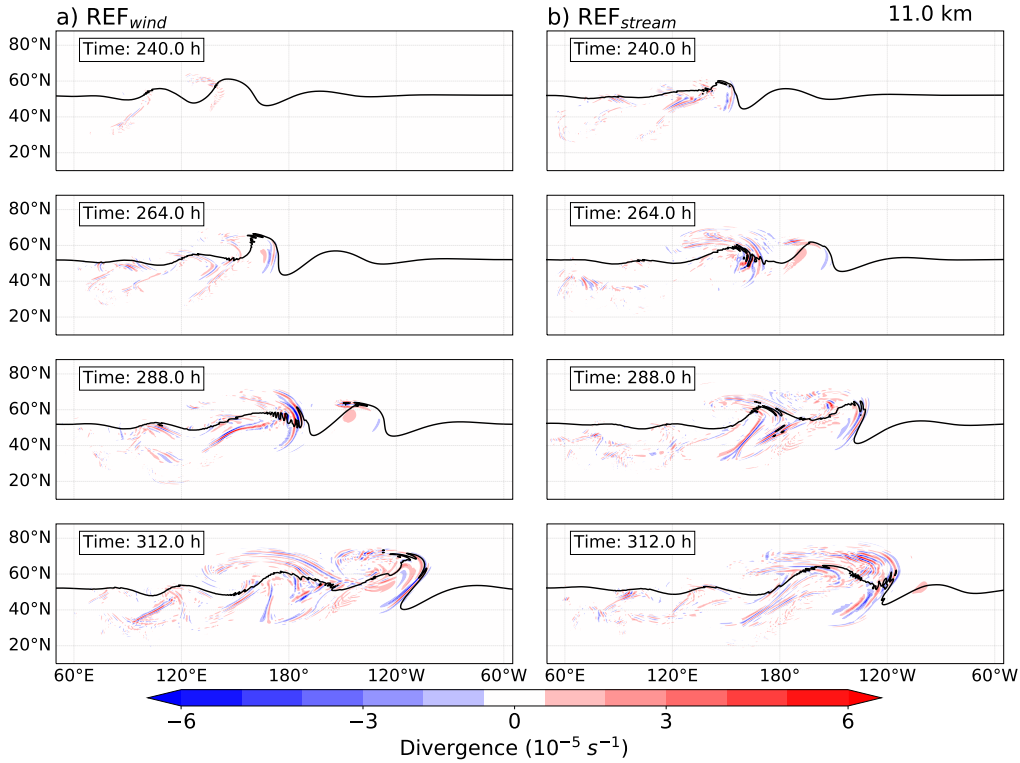 a) REF_wind b) REF_stream 11.0 km
80°N Time: 240.0 h Time: 240.0 h
60°N
40°N
20°N
80°N Time: 264.0 h Time: 264.0 h
60°N
40°N
20°N
80°N Time: 288.0 h Time: 288.0 h
60°N
40°N
20°N
80°N Time: 312.0 h Time: 312.0 h
60°N
40°N
20°N
60°E 120°E 180° 120°W 60°W 60°E 120°E 180° 120°W 60°W
−6 −3 0 3 6
Divergence (10⁻⁵ s⁻¹)